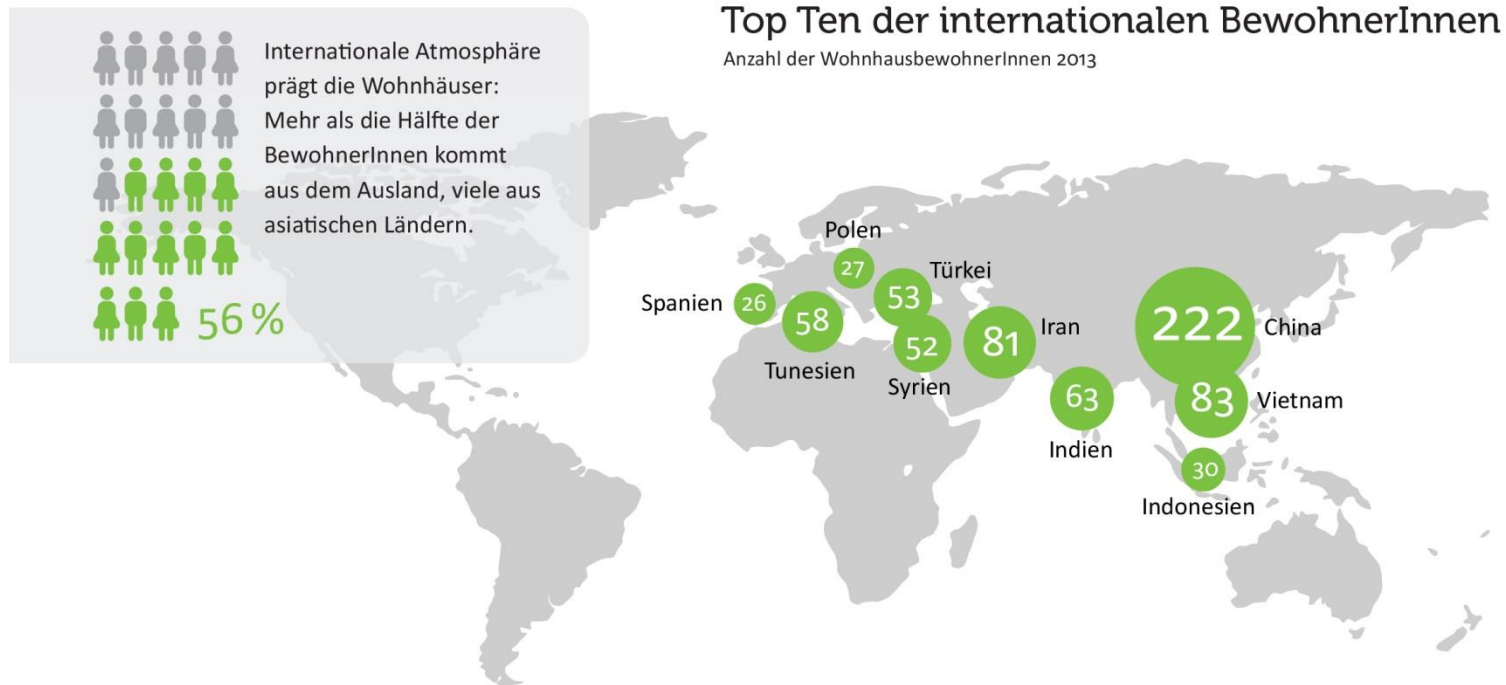 Top Ten der internationalen BewohnerInnen
Anzahl der WohnhausbewohnerInnen 2013
Internationale Atmosphäre
prägt die Wohnhäuser:
Mehr als die Hälfte der
BewohnerInnen kommt
aus dem Ausland, viele aus
asiatischen Ländern.
56 %
Polen
27
Türkei
53
Spanien
26
58
Tunesien
52
Syrien
81
Iran
222
China
63
Indien
83
Vietnam
30
Indonesien